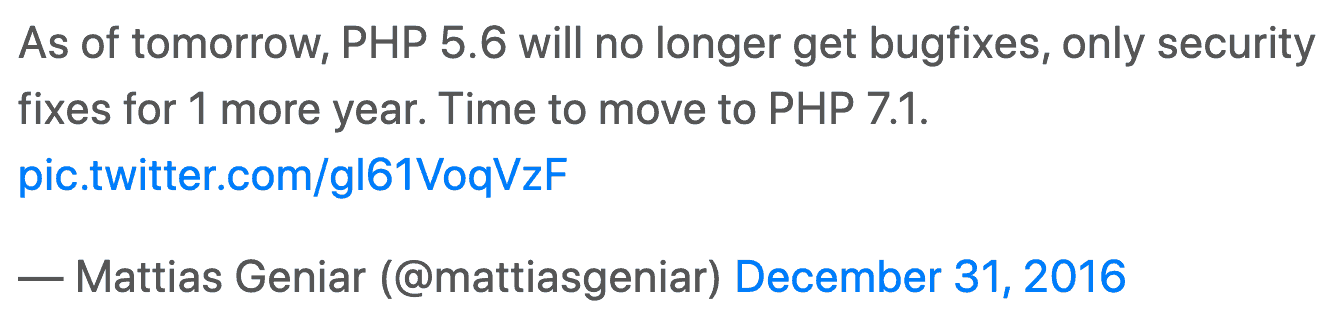 As of tomorrow, PHP 5.6 will no longer get bugfixes, only security
fixes for 1 more year. Time to move to PHP 7.1.
pic.twitter.com/gl61VoqVzF
— Mattias Geniar (@mattiasgeniar) December 31, 2016